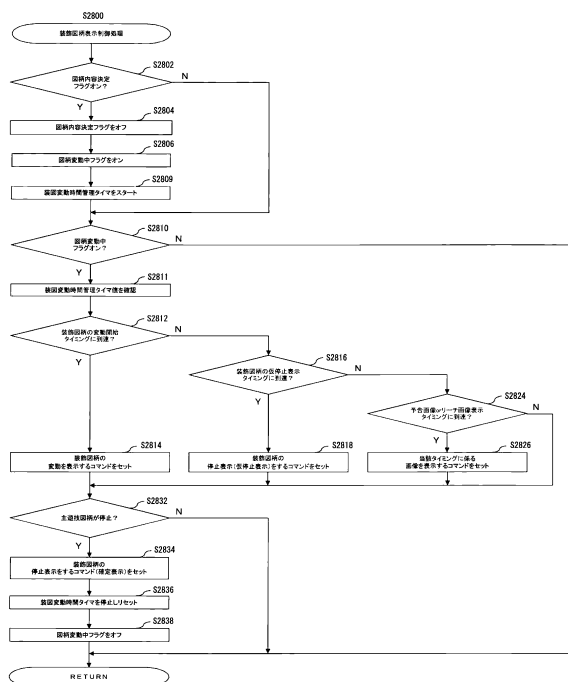 S2800
装飾図柄表示制御処理
S2802
図柄内容決定
フラグオン？
N
Y
S2804
図柄内容決定フラグをオフ
S2806
図柄変動中フラグをオン
S2809
装図変動時間管理タイマをスタート
S2810
図柄変動中
フラグオン？
N
Y
S2811
装図変動時間管理タイマ値を確認
S2812
装飾図柄の変動開始
タイミングに到達？
N
Y
S2816
装飾図柄の仮停止表示
タイミングに到達？
N
Y
S2824
予告画像orリーチ画像表示
タイミングに到達？
N
Y
S2814
装飾図柄の
変動を表示するコマンドをセット
S2818
装飾図柄の
停止表示(仮停止表示)をするコマンドをセット
S2826
当該タイミングに係る
画像を表示するコマンドをセット
S2832
主遊技図柄が停止？
N
Y
S2834
装飾図柄の
停止表示をするコマンド(確定表示)をセット
S2836
装図変動時間タイマを停止しリセット
S2838
図柄変動中フラグをオフ
RETURN